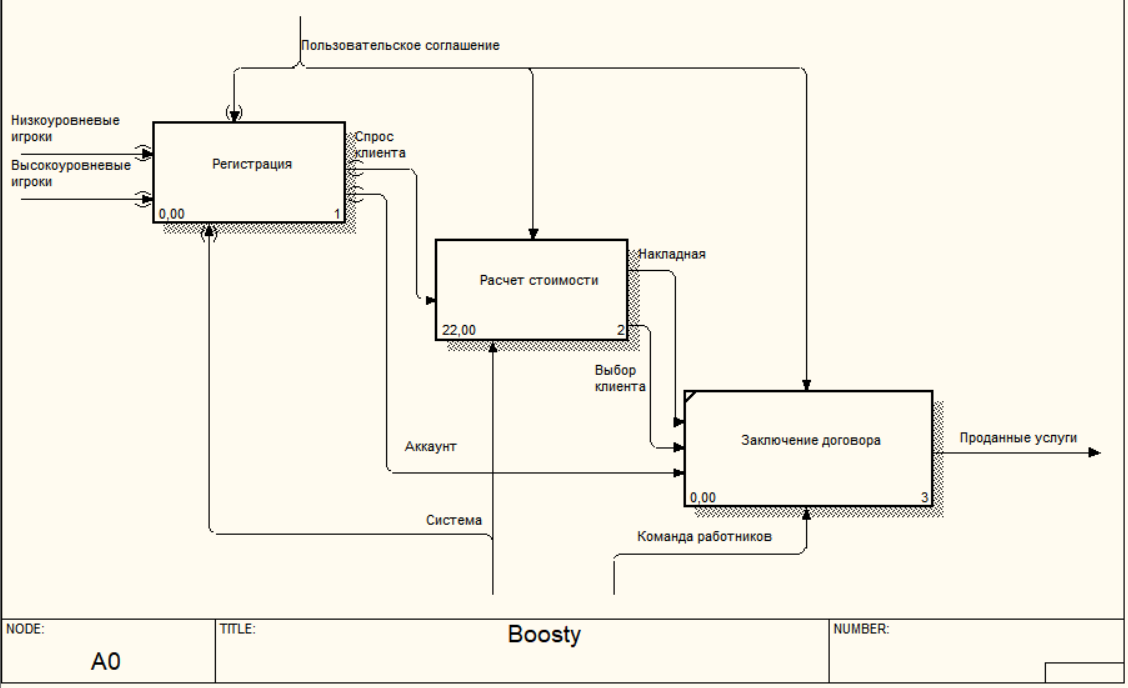 Пользовательское соглашение
Низкоуровневые
игроки
Высокоуровневые
игроки
Регистрация
0,00
1
Спрос
клиента
Расчет стоимости
22,00
2
Накладная
Выбор
клиента
Аккаунт
Заключение договора
0,00
3
Проданные услуги
Система
Команда работников
NODE:
TITLE:
NUMBER:
A0
Boosty